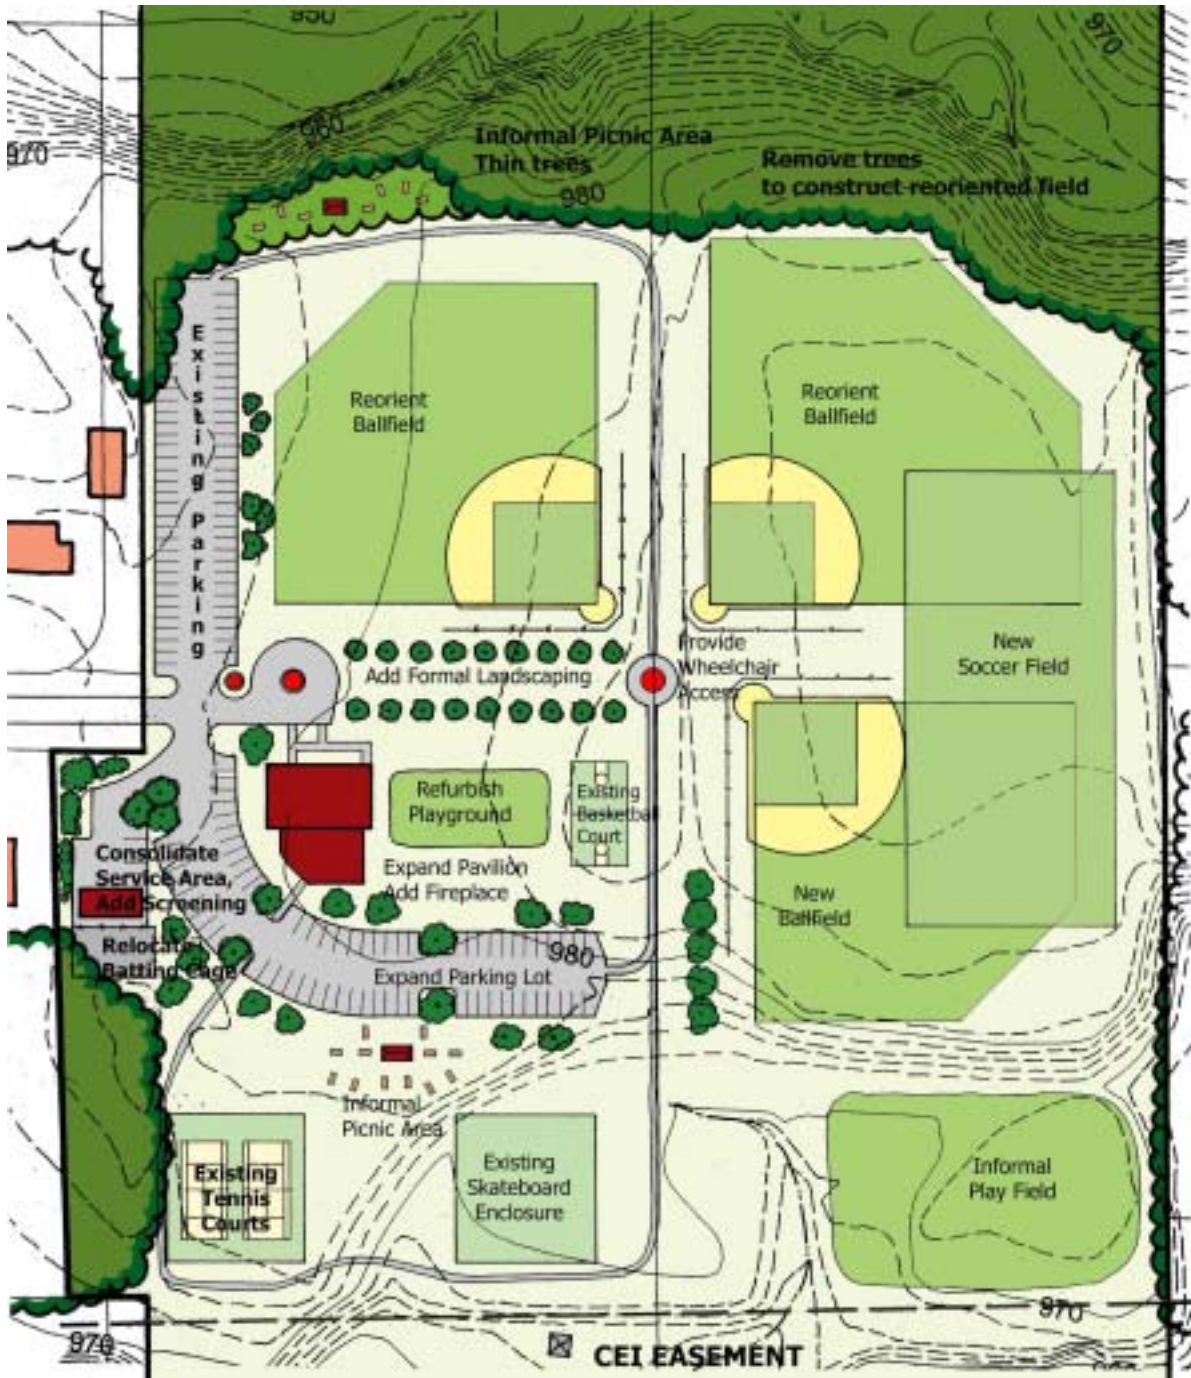 950
970
960
970
Informal Picnic Area
Thin trees
Remove trees
to construct reoriented field
980
Existing Parking
Reorient
Ballfield
Reorient
Ballfield
Provide
Wheelchair
Access
New
Soccer Field
Add Formal Landscaping
Refurbish
Playground
Existing
Basketball
Court
Consolidate
Service Area,
Add Screening
Expand Pavilion
Add Fireplace
New
Ballfield
Relocate
Batting Cage
980
Expand Parking Lot
Informal
Picnic Area
Existing
Tennis
Courts
Existing
Skateboard
Enclosure
Informal
Play Field
970
970
CEI EASEMENT